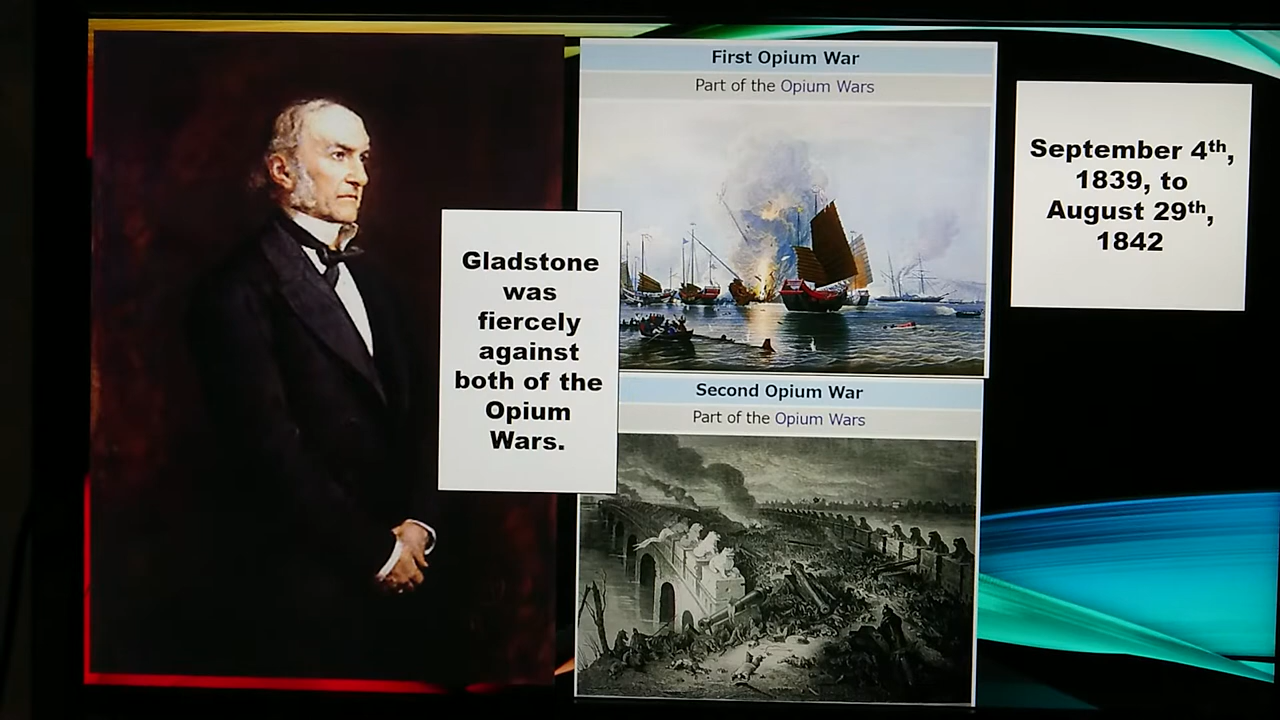 Gladstone
was
fiercely
against
both of the
Opium
Wars.
First Opium War
Part of the Opium Wars
Second Opium War
Part of the Opium Wars
September 4th,
1839, to
August 29th,
1842